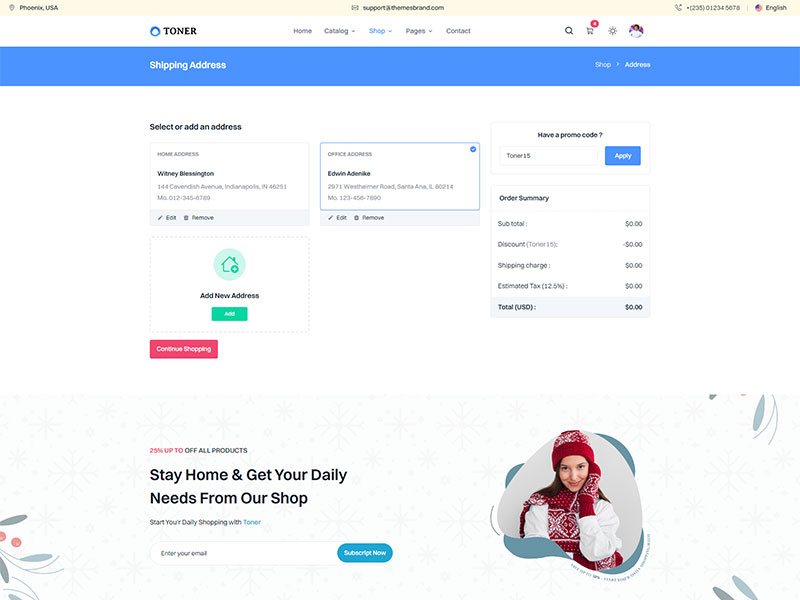 Phoenix, USA
support@themesbrand.com
+(235) 01234 5678
English
TONER
Home
Catalog
Shop
Pages
Contact
4
Shipping Address
Shop
Address
Select or add an address
HOME ADDRESS
Witney Blessington
144 Cavendish Avenue, Indianapolis, IN 46251
Mo. 012-345-6789
Edit
Remove
OFFICE ADDRESS
Edwin Adenike
2971 Westheimer Road, Santa Ana, IL 80214
Mo. 123-456-7890
Edit
Remove
Add New Address
Add
Continue Shopping
Have a promo code ?
Toner15
Apply
Order Summary
Sub total : $0.00
Discount (Toner15): -$0.00
Shipping charge : $0.00
Estimated Tax (12.5%) : $0.00
Total (USD) : $0.00
25% UP TO OFF ALL PRODUCTS
Stay Home & Get Your Daily
Needs From Our Shop
Start You'r Daily Shopping with Toner
Enter your email
Subscript Now